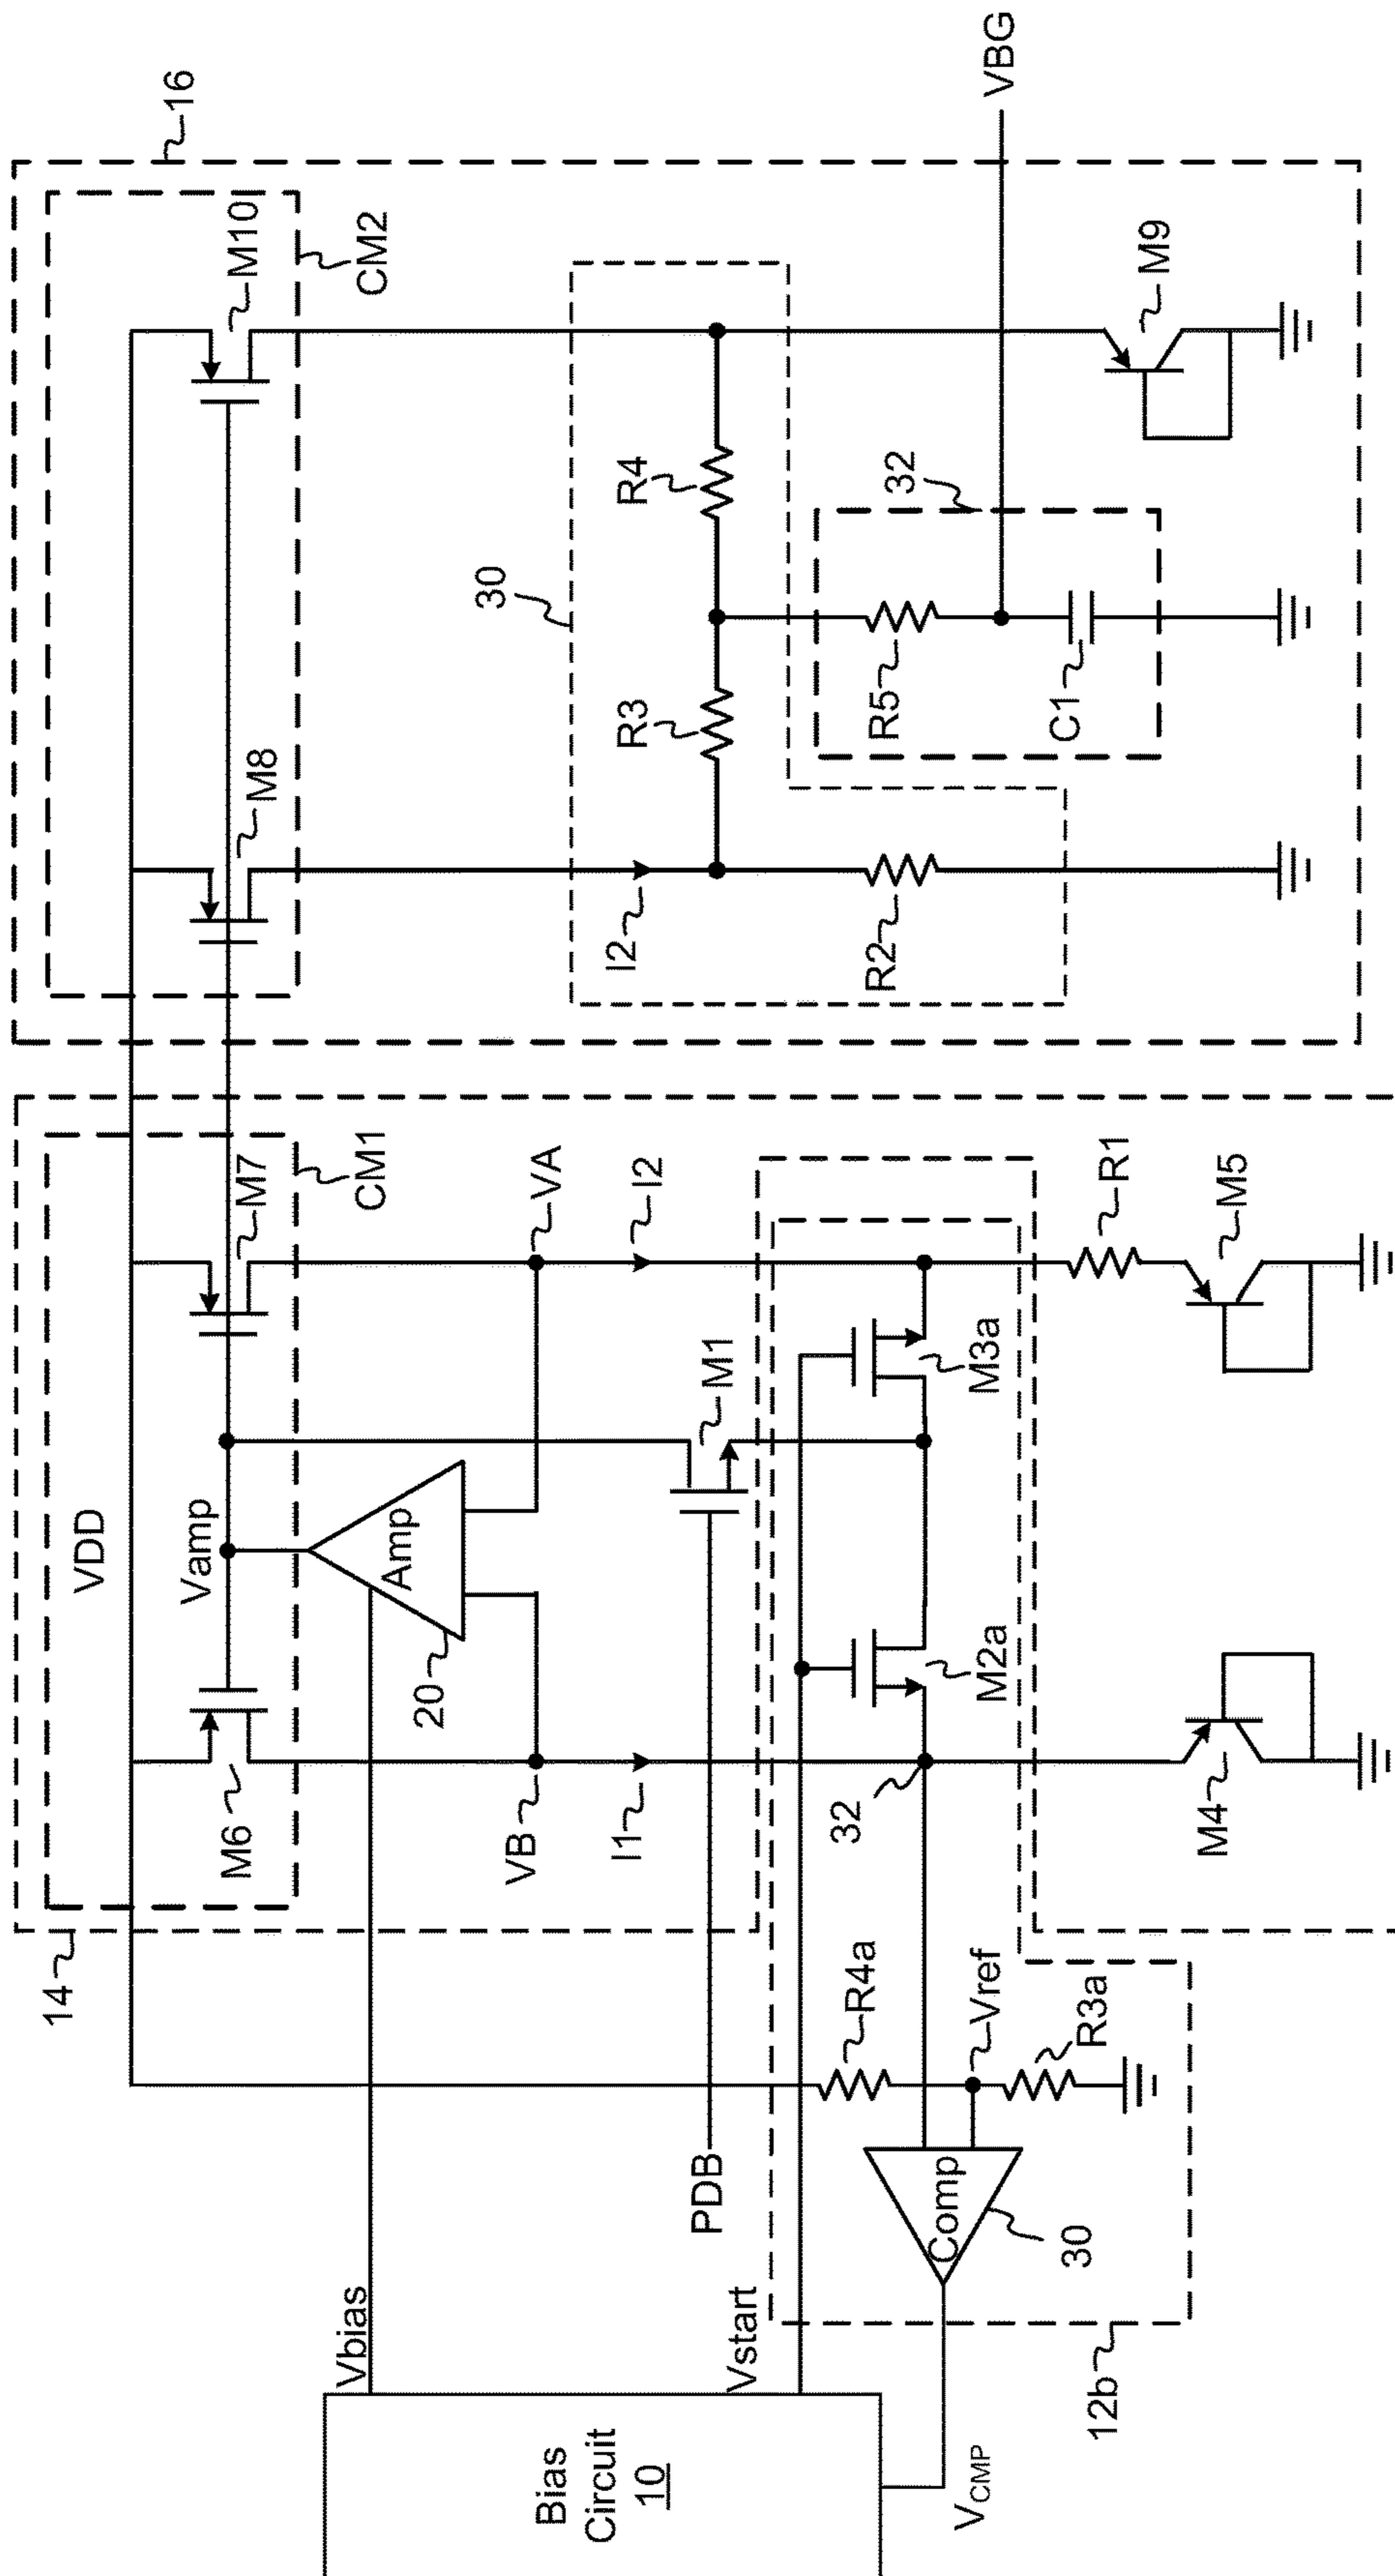 16
M10
CM2
M8
30
R4
R3
I2
R2
32
R5
C1
VBG
M9
VDD
Vamp
M7
CM1
M6
Amp
20
VA
I2
VB
I1
M1
M3a
M2a
R1
M5
32
M4
14
R4a
Vref
R3a
PDB
Comp
30
12b
Vbias
Vstart
V_CMP
Bias
Circuit
10